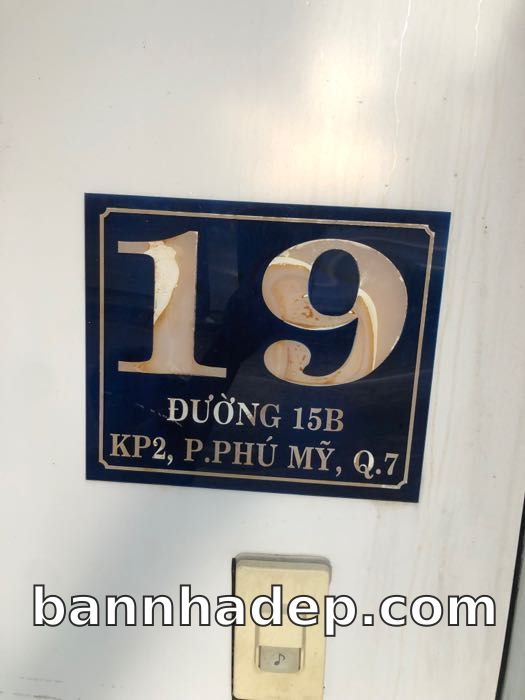 19
ĐƯỜNG 15B
KP2, P.PHÚ MỸ, Q.7
bannhadep.com